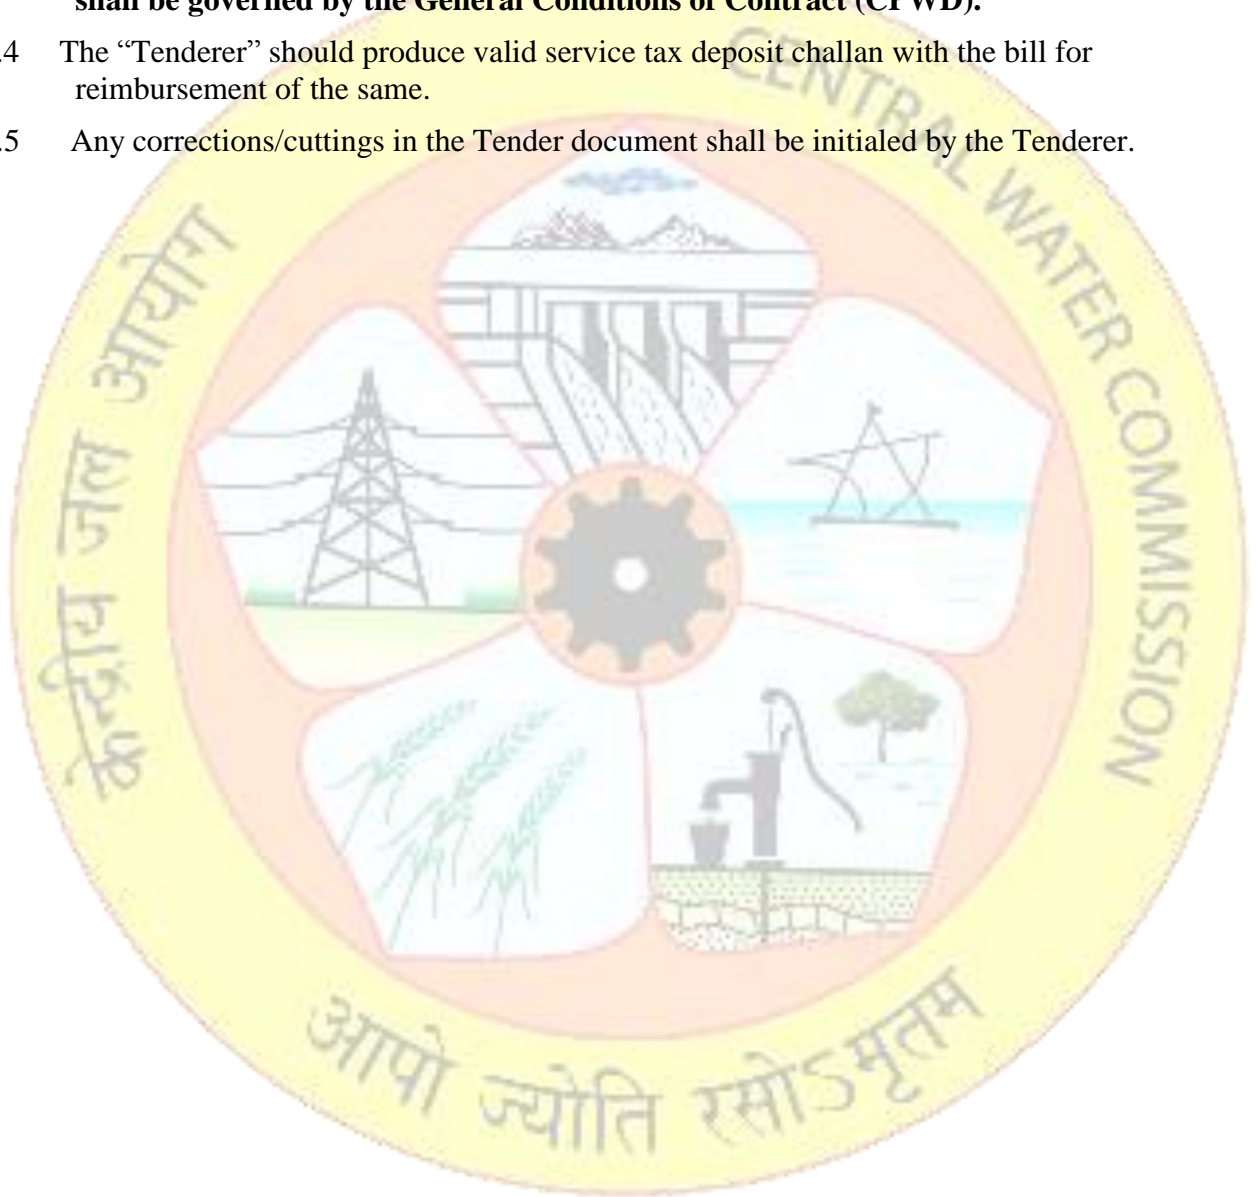 shall be governed by the General Conditions of Contract (CPWD).
.4 The “Tenderer” should produce valid service tax deposit challan with the bill for
reimbursement of the same.
.5 Any corrections/cuttings in the Tender document shall be initialed by the Tenderer.
केन्द्रीय जल आयोग
CENTRAL WATER COMMISSION
आपो ज्योति रसोऽमृतम